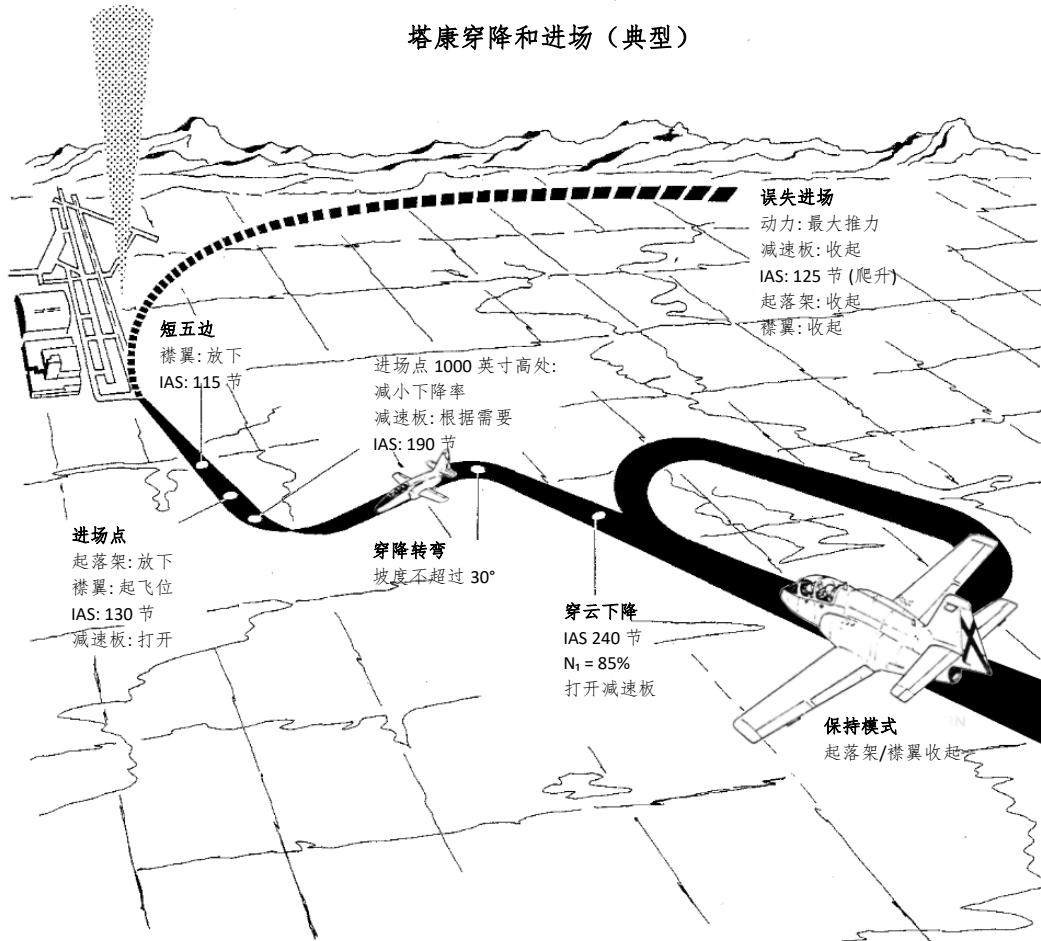 塔康穿降和进场（典型）
误失进场
动力: 最大推力
减速板: 收起
IAS: 125 节 (爬升)
起落架: 收起
襟翼: 收起
短五边
襟翼: 放下
IAS: 115 节
进场点 1000 英寸高处:
减小下降率
减速板: 根据需要
IAS: 190 节
进场点
起落架: 放下
襟翼: 起飞位
IAS: 130 节
减速板: 打开
穿降转弯
坡度不超过 30°
穿云下降
IAS 240 节
N₁ = 85%
打开减速板
保持模式
起落架/襟翼收起